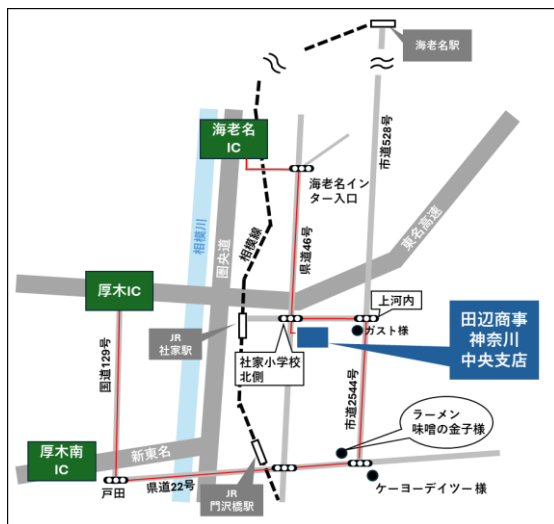 海老名駅
海老名
IC
市道528号
海老名イン
ター入口
相模川
圏央道
相模線
県道46号
東名高速
厚木IC
上河内
JR
社家駅
ガスト様
田辺商事
神奈川
中央支店
社家小学校
北側
国道129号
市道2544号
ラーメン
味噌の金子様
厚木南
IC
新東名
戸田
県道22号
JR
門沢橋駅
ケーヨーデイツー 様